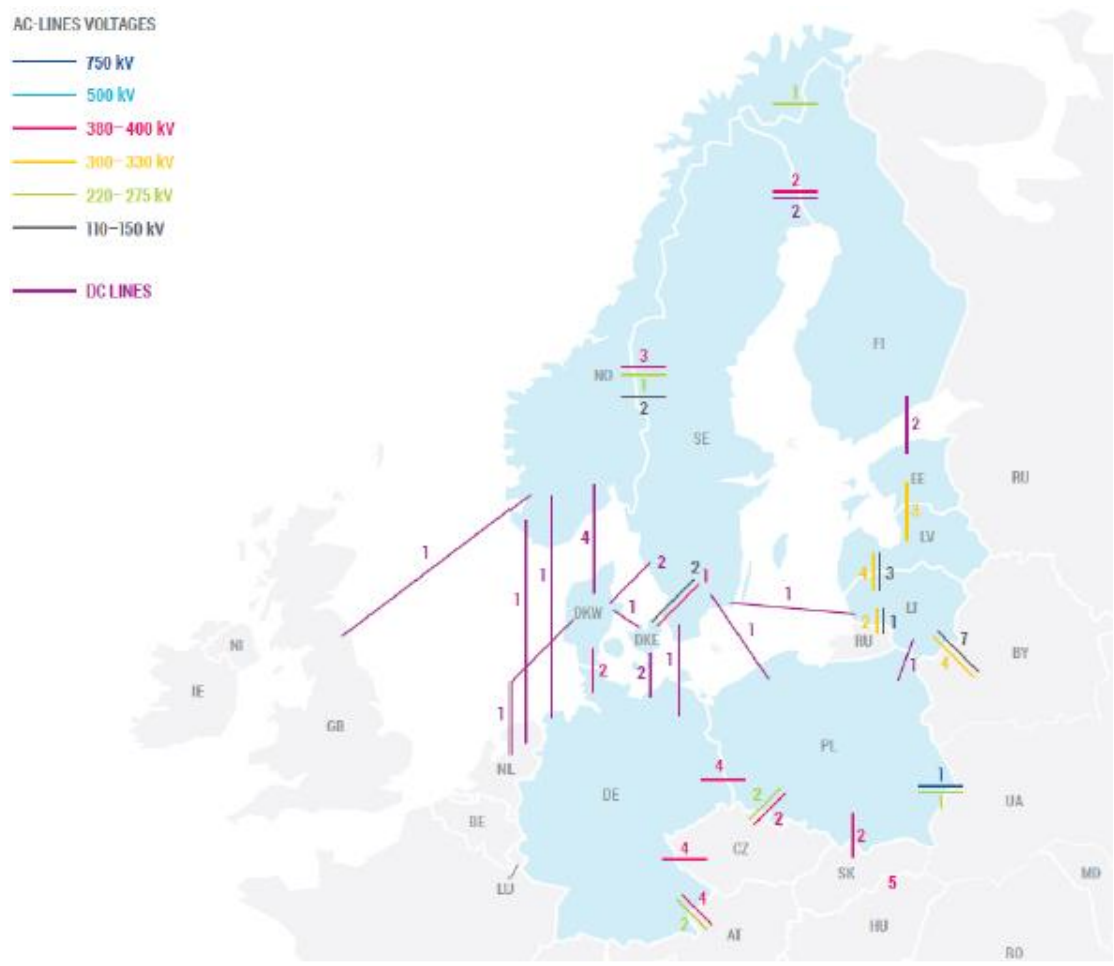 AC-LINES VOLTAGES
750 kV
500 kV
380–400 kV
300–330 kV
220–275 kV
110–150 kV
DC LINES
1
2
2
FI
3
NO
1
2
SE
2
EE
RU
3
LV
1
4
1
1
2
2
1
4
3
1
LT
DKW
1
DKE
1
2
1
RU
7
BY
NI
1
2
2
1
4
IE
1
GB
NL
PL
DE
4
1
1
UA
2
2
BE
2
4
CZ
LU
SK
5
MD
4
2
AT
HU
RO